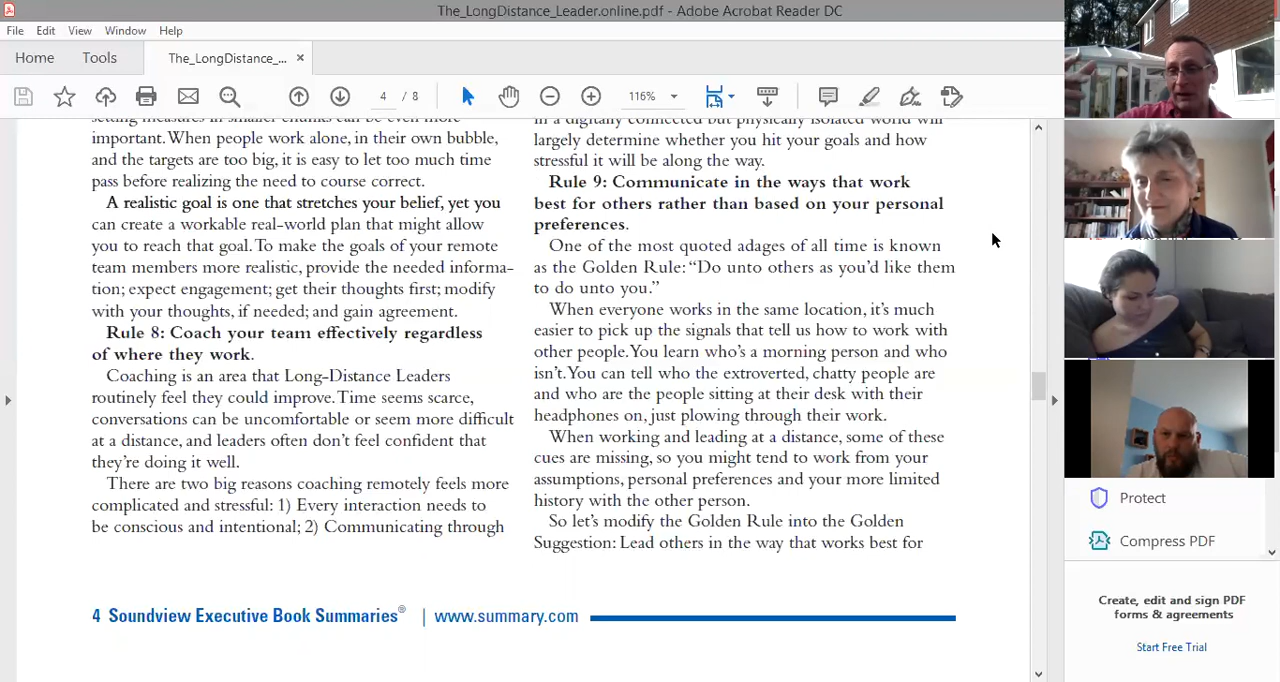 The_LongDistance_Leader.online.pdf - Adobe Acrobat Reader DC
File Edit View Window Help
Home Tools The_LongDistance_... ×
4 / 8 116%
setting measures in smaller chunks can be even more
important. When people work alone, in their own bubble,
and the targets are too big, it is easy to let too much time
pass before realizing the need to course correct.
A realistic goal is one that stretches your belief, yet you
can create a workable real-world plan that might allow
you to reach that goal. To make the goals of your remote
team members more realistic, provide the needed informa-
tion; expect engagement; get their thoughts first; modify
with your thoughts, if needed; and gain agreement.
Rule 8: Coach your team effectively regardless
of where they work.
Coaching is an area that Long-Distance Leaders
routinely feel they could improve. Time seems scarce,
conversations can be uncomfortable or seem more difficult
at a distance, and leaders often don't feel confident that
they're doing it well.
There are two big reasons coaching remotely feels more
complicated and stressful: 1) Every interaction needs to
be conscious and intentional; 2) Communicating through
in a digitally connected but physically isolated world will
largely determine whether you hit your goals and how
stressful it will be along the way.
Rule 9: Communicate in the ways that work
best for others rather than based on your personal
preferences.
One of the most quoted adages of all time is known
as the Golden Rule: “Do unto others as you'd like them
to do unto you.”
When everyone works in the same location, it's much
easier to pick up the signals that tell us how to work with
other people. You learn who's a morning person and who
isn't. You can tell who the extroverted, chatty people are
and who are the people sitting at their desk with their
headphones on, just plowing through their work.
When working and leading at a distance, some of these
cues are missing, so you might tend to work from your
assumptions, personal preferences and your more limited
history with the other person.
So let's modify the Golden Rule into the Golden
Suggestion: Lead others in the way that works best for
4 Soundview Executive Book Summaries® | www.summary.com
Protect
Compress PDF
Create, edit and sign PDF
forms & agreements
Start Free Trial